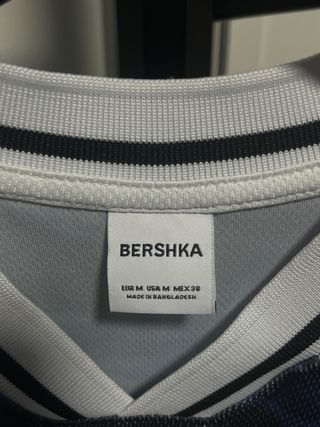 BERSHKA
EUR M USA M MEX 38
MADE IN BANGLADESH